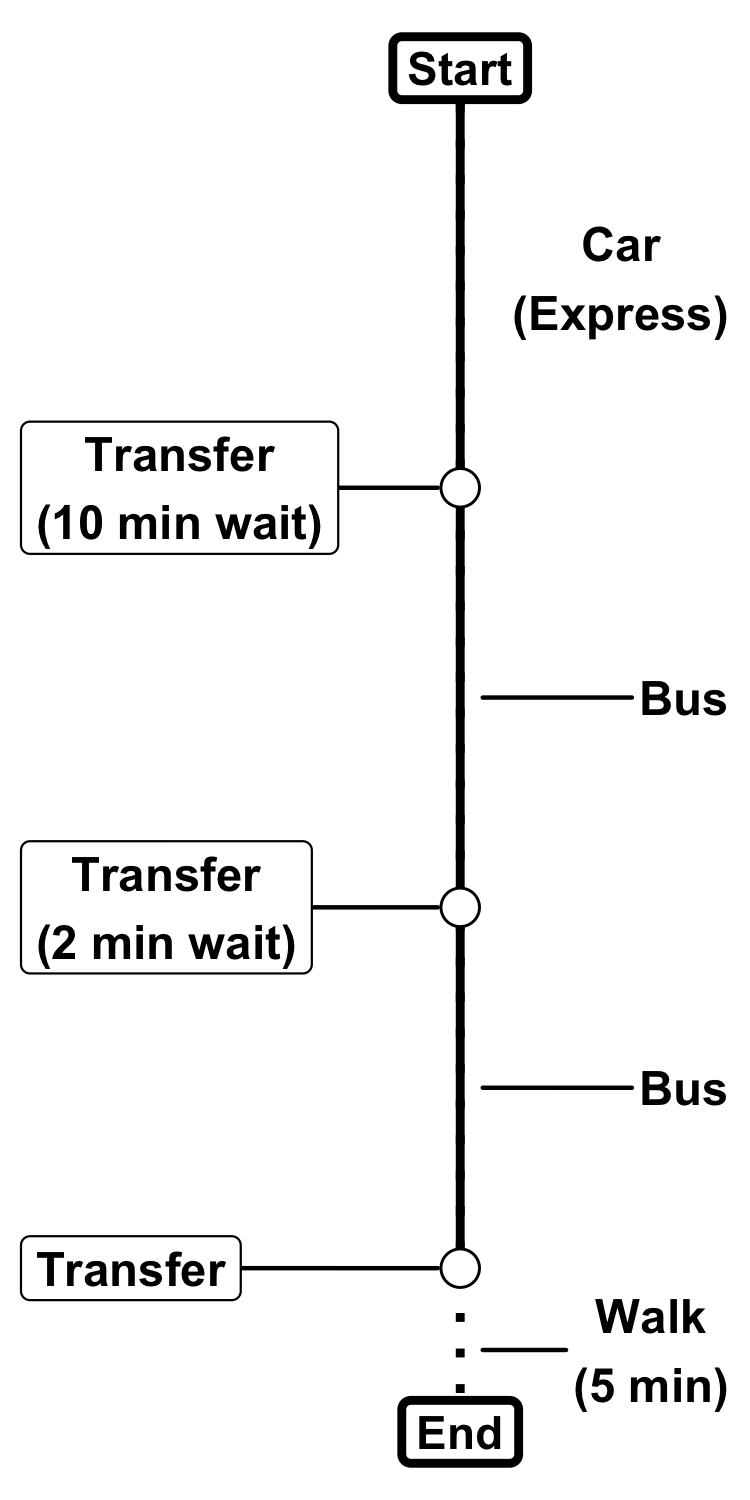 Start
Car
(Express)
Transfer
(10 min wait)
Bus
Transfer
(2 min wait)
Bus
Transfer
Walk
(5 min)
End